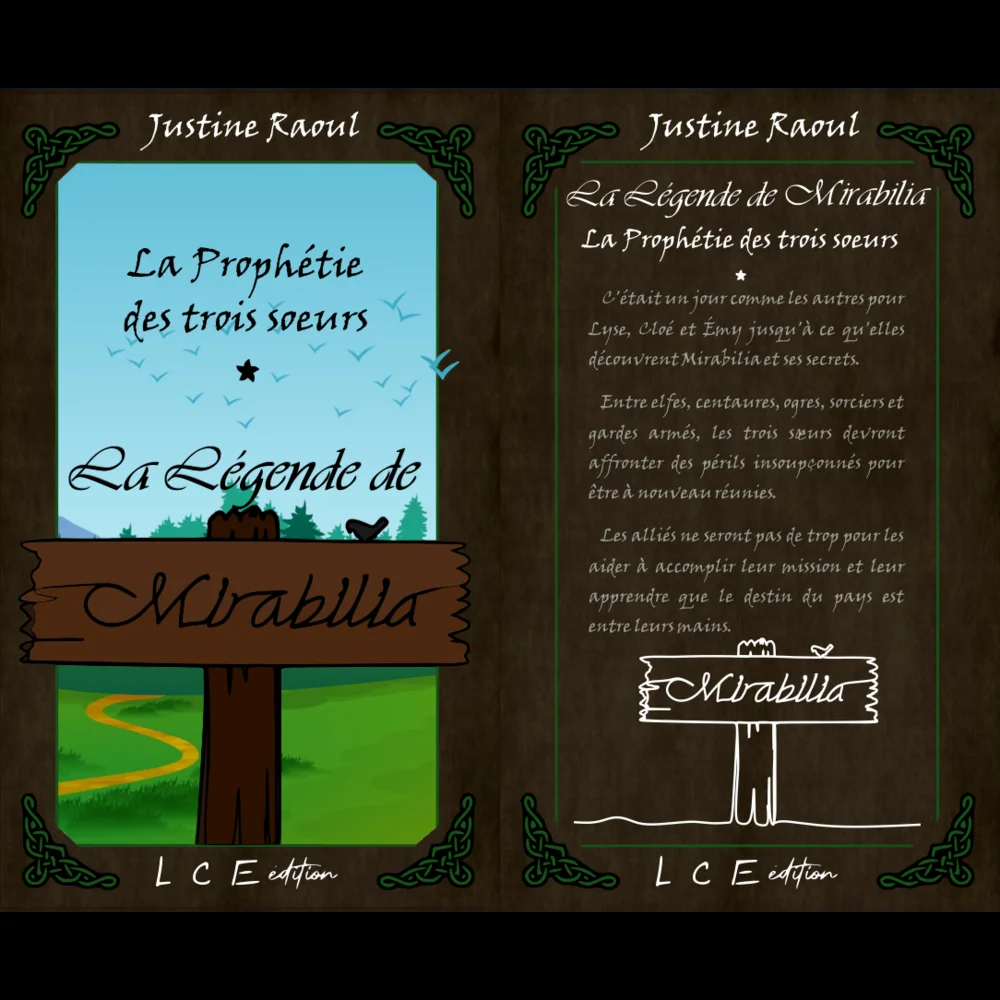 Justine Raoul
La Prophétie
des trois soeurs
La Légende de
Mirabilia
L C E édition
Justine Raoul
La Légende de Mirabilia
La Prophétie des trois soeurs
C'était un jour comme les autres pour
Lyse, Cloé et Émy jusqu'à ce qu'elles
découvrent Mirabilia et ses secrets.
Entre elfes, centaures, ogres, sorciers et
gardes armés, les trois sœurs devront
affronter des périls insoupçonnés pour
être à nouveau réunies.
Les alliés ne seront pas de trop pour les
aider à accomplir leur mission et leur
apprendre que le destin du pays est
entre leurs mains.
Mirabilia
L C E édition